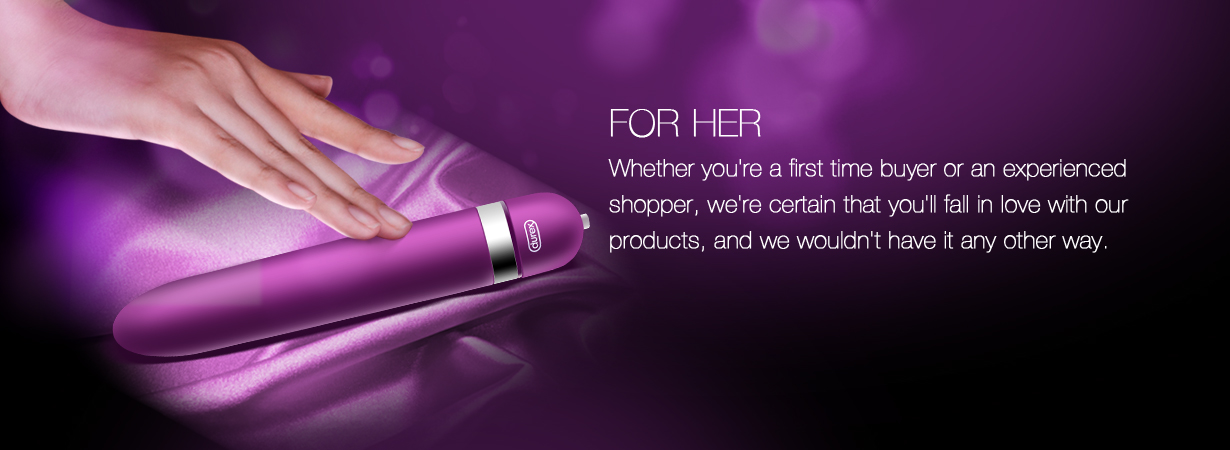 FOR HER
Whether you're a first time buyer or an experienced
shopper, we're certain that you'll fall in love with our
products, and we wouldn't have it any other way.
durex